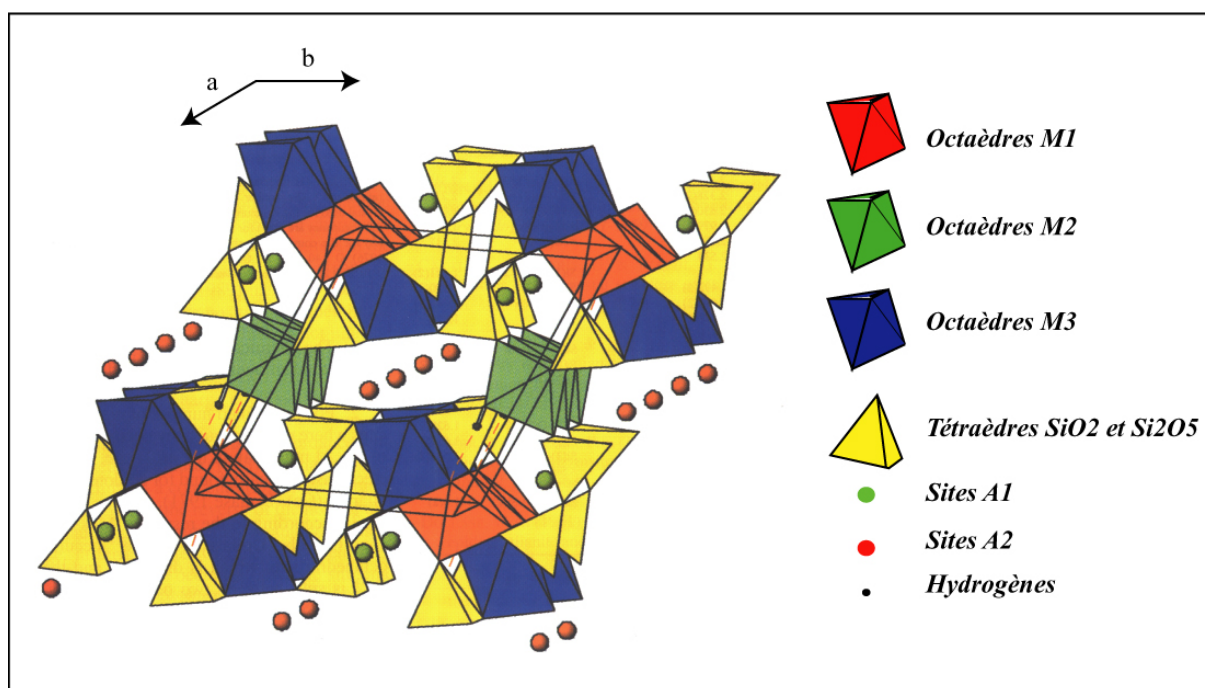 a
b
Octaèdres M1
Octaèdres M2
Octaèdres M3
Tétraèdres SiO2 et Si2O5
Sites A1
Sites A2
Hydrogènes